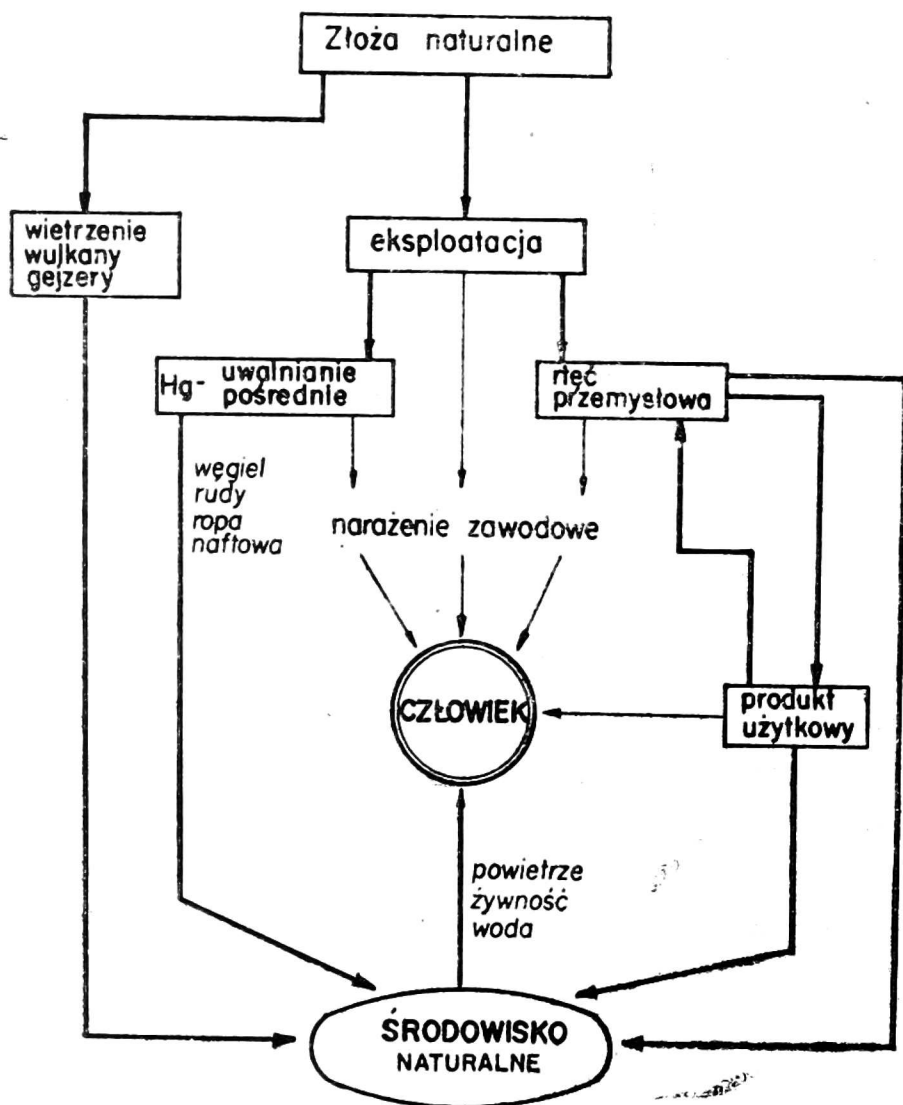 Złoża naturalne
wietrzenie
wulkany
gejzery
eksploatacja
Hg- uwalnianie
pośrednie
rtęć
przemysłowa
węgiel
rudy
ropa
naftowa
narażenie zawodowe
CZŁOWIEK
produkt
użytkowy
powietrze
żywność
woda
ŚRODOWISKO
NATURALNE